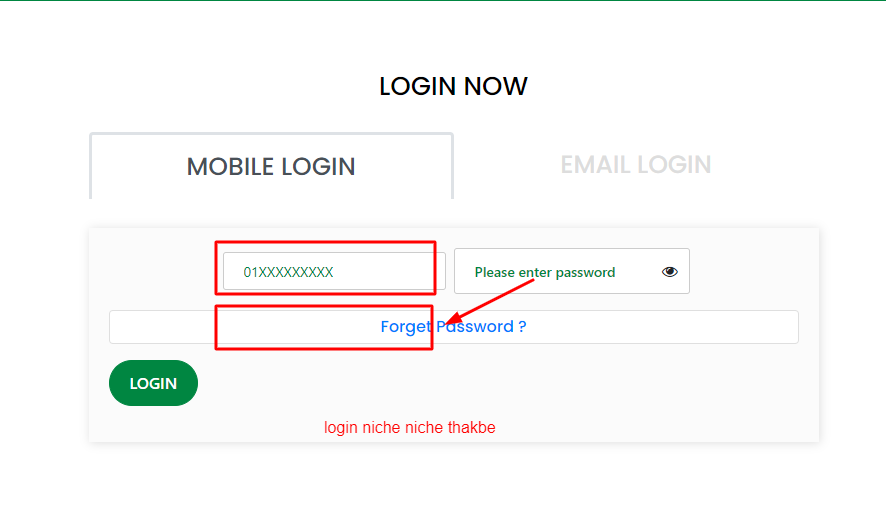 LOGIN NOW
MOBILE LOGIN
EMAIL LOGIN
01XXXXXXXXX
Please enter password
Forget Password ?
LOGIN
login niche niche thakbe